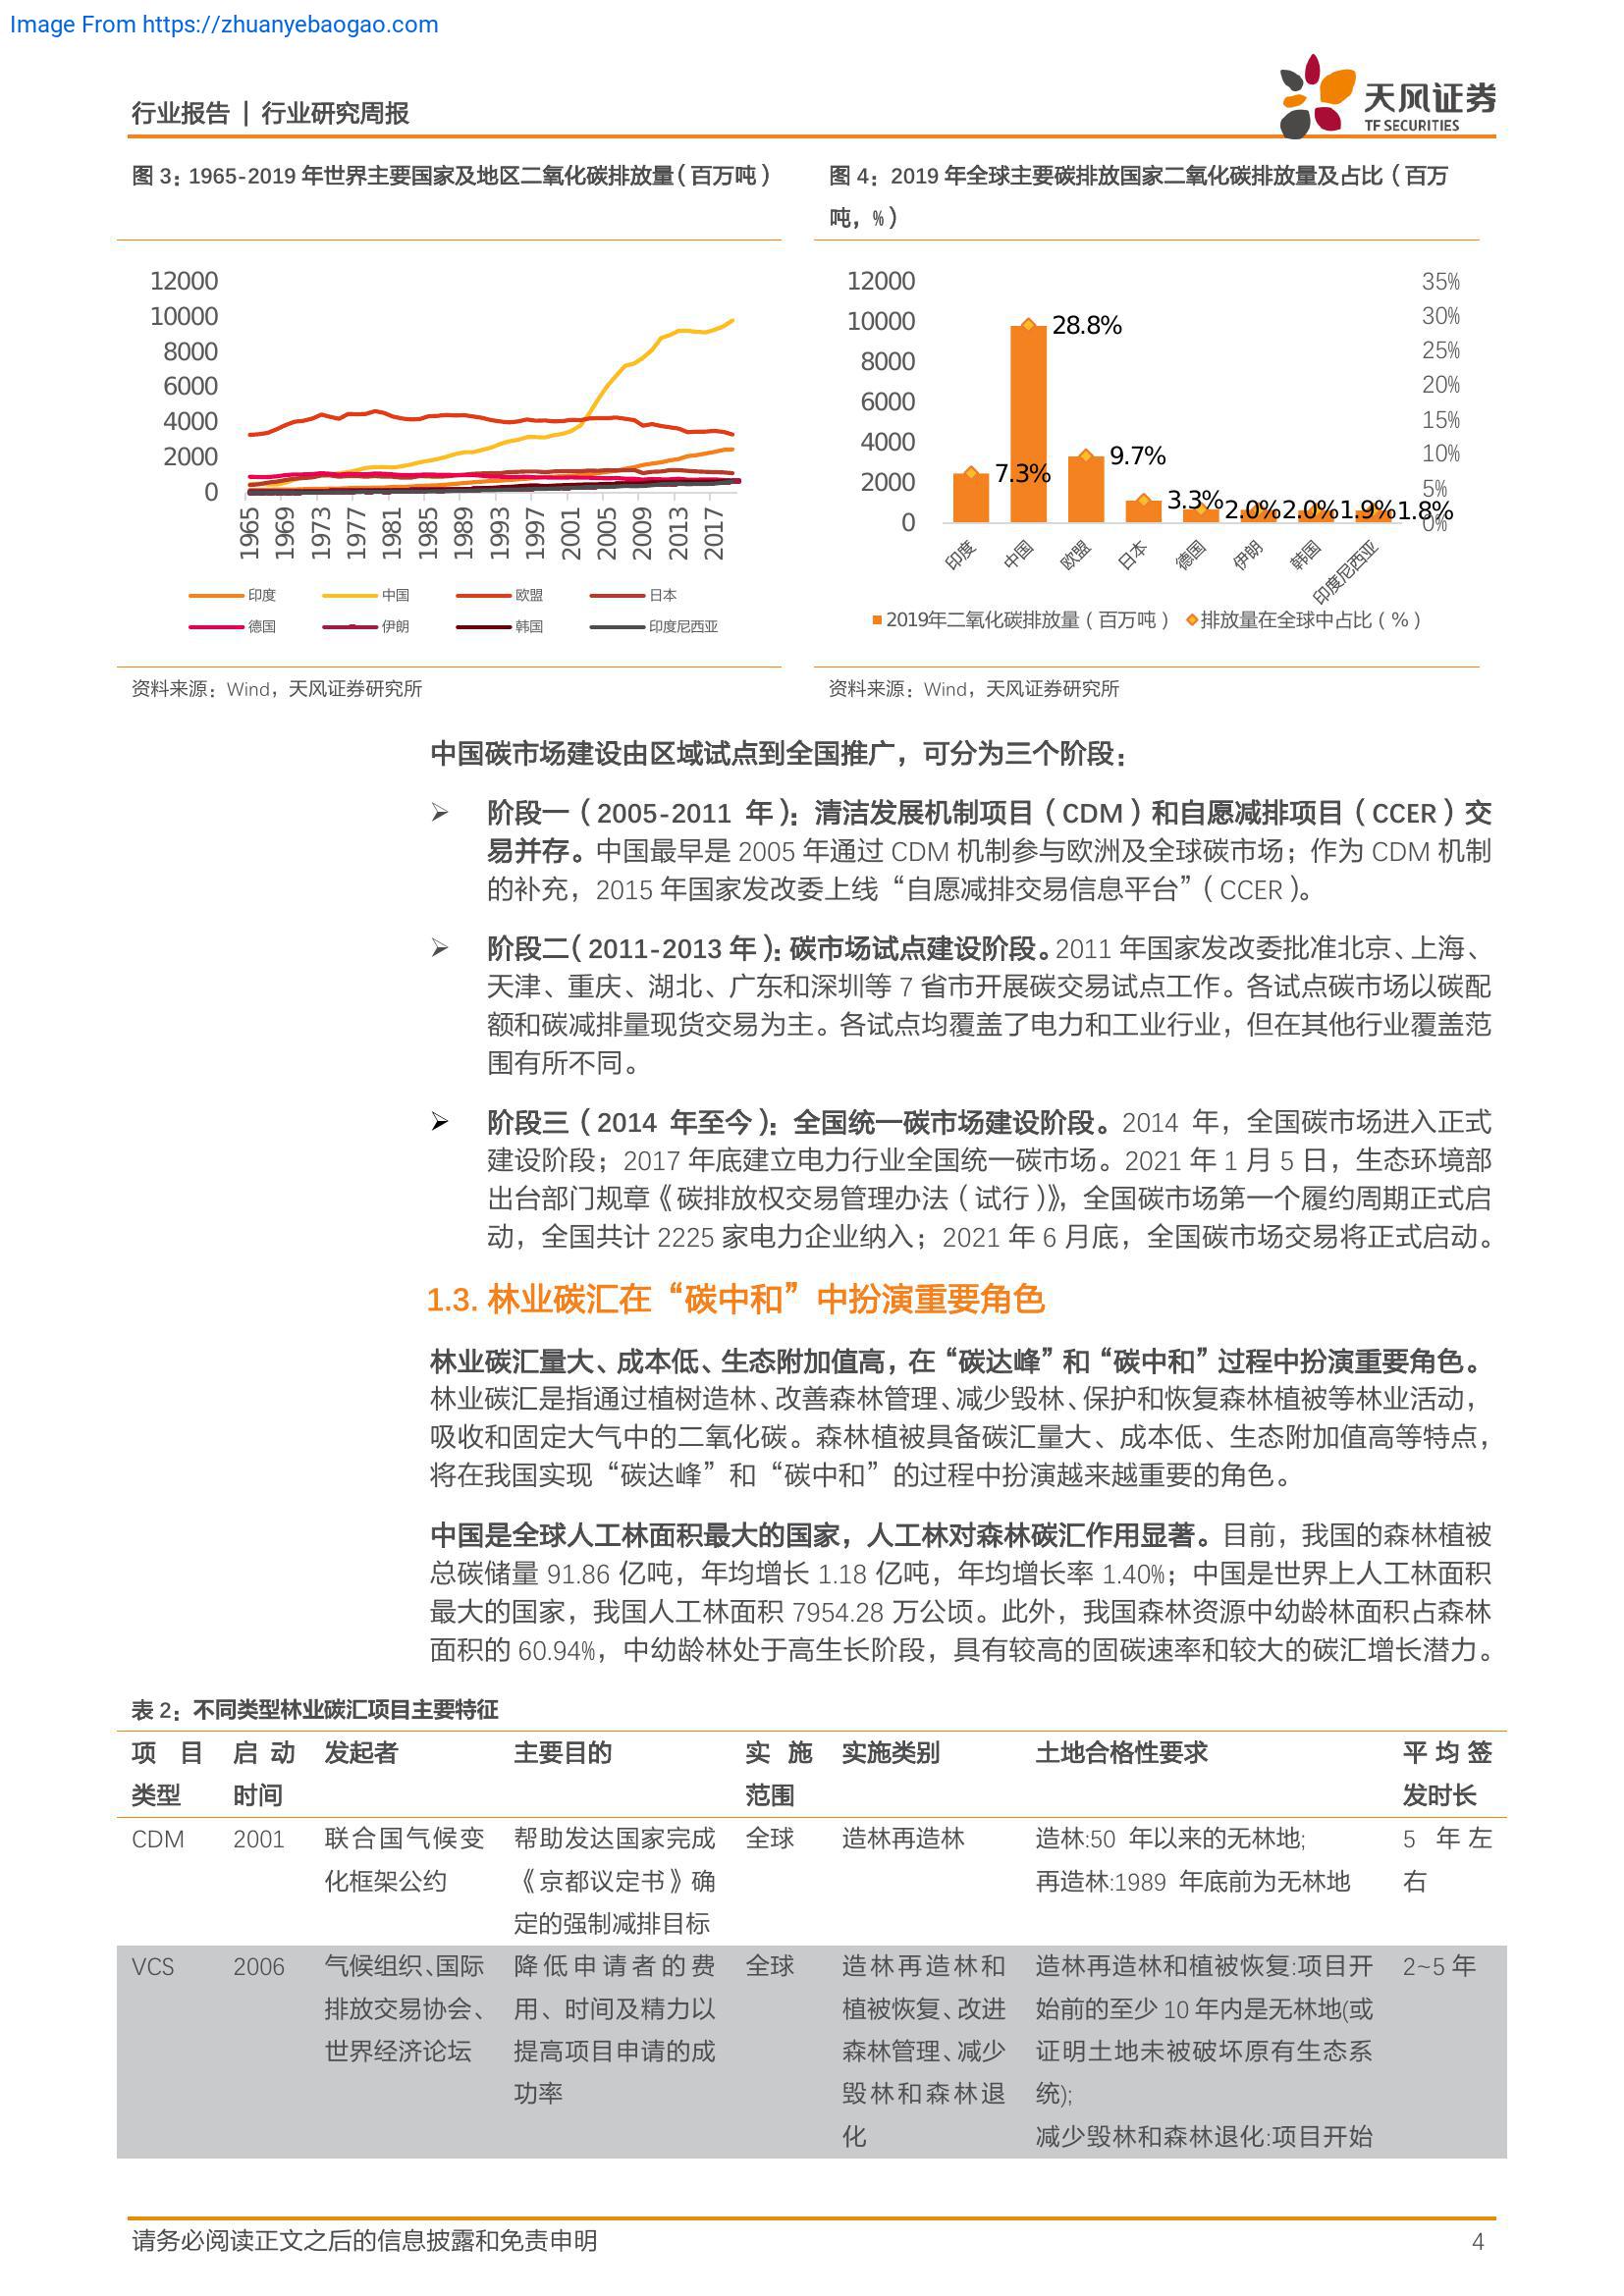 Image From https://zhuanyebaogao.com
行业报告 | 行业研究周报
天风证券
TF SECURITIES
图 3：1965-2019 年世界主要国家及地区二氧化碳排放量（百万吨）
12000
10000
8000
6000
4000
2000
0
1965 1969 1973 1977 1981 1985 1989 1993 1997 2001 2005 2009 2013 2017
印度 中国 欧盟 日本
德国 伊朗 韩国 印度尼西亚
资料来源：Wind，天风证券研究所
图 4：2019 年全球主要碳排放国家二氧化碳排放量及占比（百万
吨，%）
12000
10000
8000
6000
4000
2000
0
35%
30%
25%
20%
15%
10%
5%
0%
7.3% 28.8% 9.7% 3.3% 2.0% 2.0% 1.9% 1.8%
印度 中国 欧盟 日本 德国 伊朗 韩国 印度尼西亚
2019年二氧化碳排放量（百万吨） 排放量在全球中占比（%）
资料来源：Wind，天风证券研究所
中国碳市场建设由区域试点到全国推广，可分为三个阶段：
➢ 阶段一（2005-2011 年）：清洁发展机制项目（CDM）和自愿减排项目（CCER）交
易并存。中国最早是 2005 年通过 CDM 机制参与欧洲及全球碳市场；作为 CDM 机制
的补充，2015 年国家发改委上线“自愿减排交易信息平台”（CCER）。
➢ 阶段二（2011-2013 年）：碳市场试点建设阶段。2011 年国家发改委批准北京、上海、
天津、重庆、湖北、广东和深圳等 7 省市开展碳交易试点工作。各试点碳市场以碳配
额和碳减排量现货交易为主。各试点均覆盖了电力和工业行业，但在其他行业覆盖范
围有所不同。
➢ 阶段三（2014 年至今）：全国统一碳市场建设阶段。2014 年，全国碳市场进入正式
建设阶段；2017 年底建立电力行业全国统一碳市场。2021 年 1 月 5 日，生态环境部
出台部门规章《碳排放权交易管理办法（试行）》，全国碳市场第一个履约周期正式启
动，全国共计 2225 家电力企业纳入；2021 年 6 月底，全国碳市场交易将正式启动。
1.3. 林业碳汇在“碳中和”中扮演重要角色
林业碳汇量大、成本低、生态附加值高，在“碳达峰”和“碳中和”过程中扮演重要角色。
林业碳汇是指通过植树造林、改善森林管理、减少毁林、保护和恢复森林植被等林业活动，
吸收和固定大气中的二氧化碳。森林植被具备碳汇量大、成本低、生态附加值高等特点，
将在我国实现“碳达峰”和“碳中和”的过程中扮演越来越重要的角色。
中国是全球人工林面积最大的国家，人工林对森林碳汇作用显著。目前，我国的森林植被
总碳储量 91.86 亿吨，年均增长 1.18 亿吨，年均增长率 1.40%；中国是世界上人工林面积
最大的国家，我国人工林面积 7954.28 万公顷。此外，我国森林资源中幼龄林面积占森林
面积的 60.94%，中幼龄林处于高生长阶段，具有较高的固碳速率和较大的碳汇增长潜力。
表 2：不同类型林业碳汇项目主要特征
项 目 启 动 发起者 主要目的 实 施 实施类别 土地合格性要求 平 均 签
类型 时间 范围 发时长
CDM 2001 联合国气候变 帮助发达国家完成 全球 造林再造林 造林:50 年以来的无林地; 5 年左
化框架公约 《京都议定书》确 再造林:1989 年底前为无林地 右
定的强制减排目标
VCS 2006 气候组织、国际 降低申请者的费 全球 造林再造林和 造林再造林和植被恢复:项目开 2~5 年
排放交易协会、 用、时间及精力以 植被恢复、改进 始前的至少 10 年内是无林地(或
世界经济论坛 提高项目申请的成 森林管理、减少 证明土地未被破坏原有生态系
功率 毁林和森林退 统);
化 减少毁林和森林退化:项目开始
请务必阅读正文之后的信息披露和免责申明 4